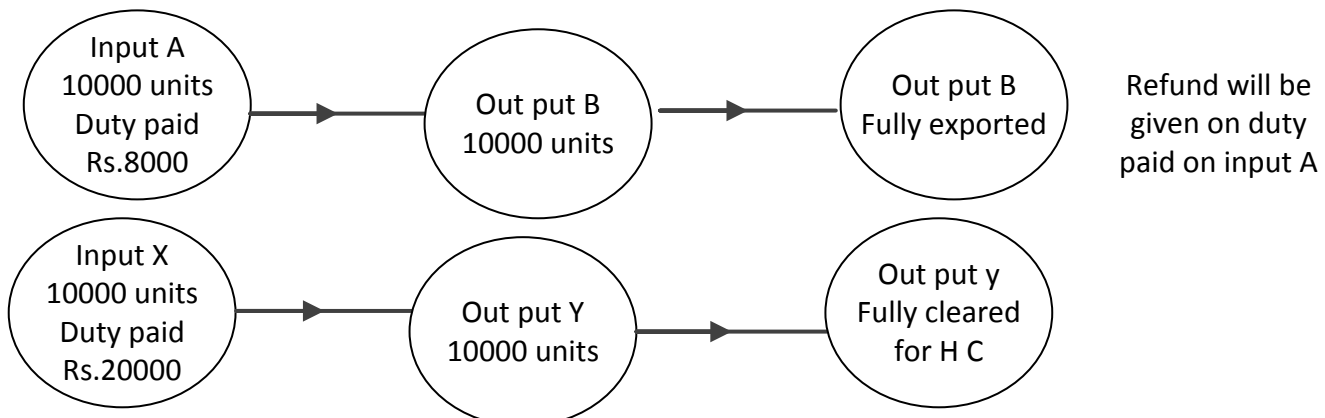 Input A
10000 units
Duty paid
Rs.8000
Out put B
10000 units
Out put B
Fully exported
Refund will be
given on duty
paid on input A
Input X
10000 units
Duty paid
Rs.20000
Out put Y
10000 units
Out put y
Fully cleared
for H C